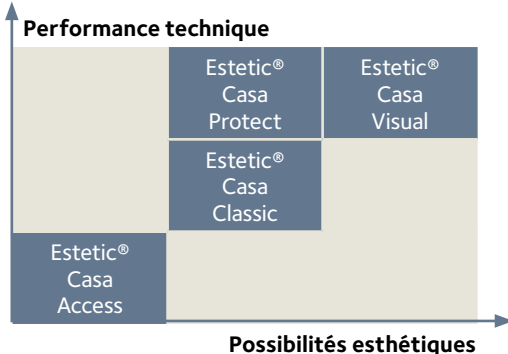 Performance technique
Estetic®
Casa
Protect
Estetic®
Casa
Visual
Estetic®
Casa
Classic
Estetic®
Casa
Access
Possibilités esthétiques